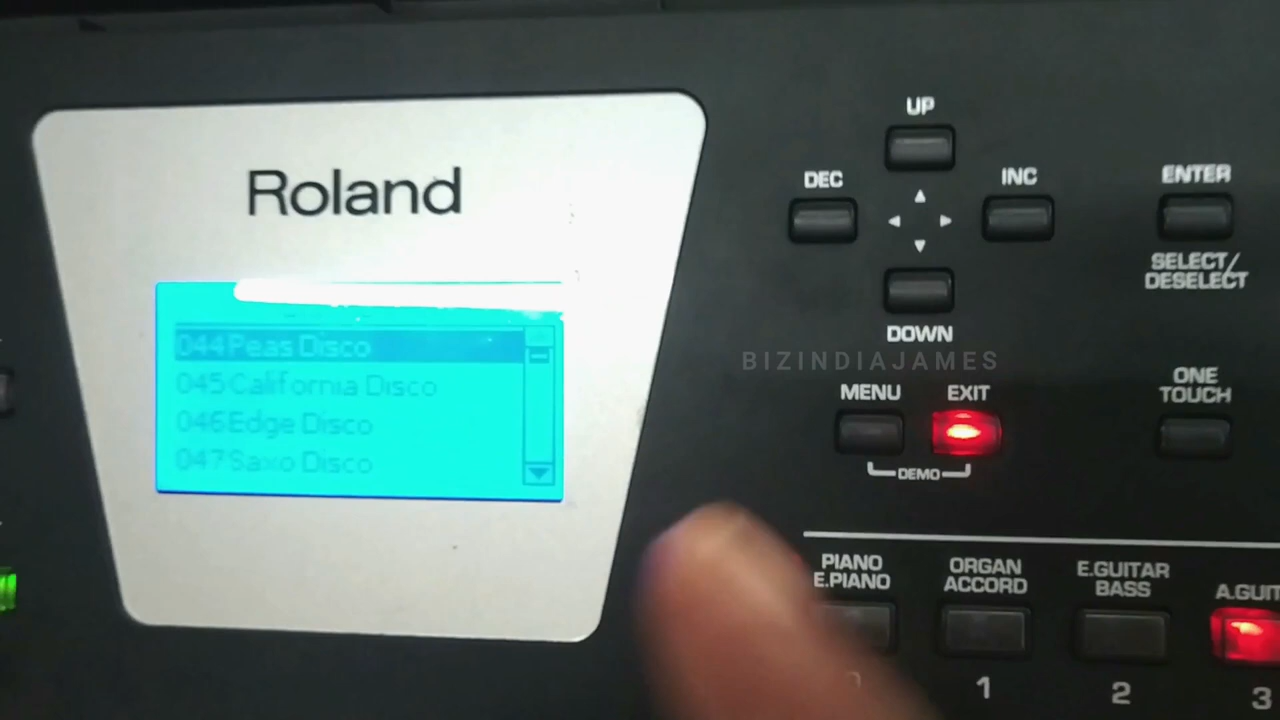 Roland
044 Peas Disco
045 California Disco
046 Edge Disco
047 Saxo Disco
UP
DEC
INC
ENTER
SELECT/
DESELECT
DOWN
BIZINDIAJAMES
MENU
EXIT
DEMO
ONE
TOUCH
PIANO
E.PIANO
ORGAN
ACCORD
E.GUITAR
BASS
A.GUIT
1
2
3